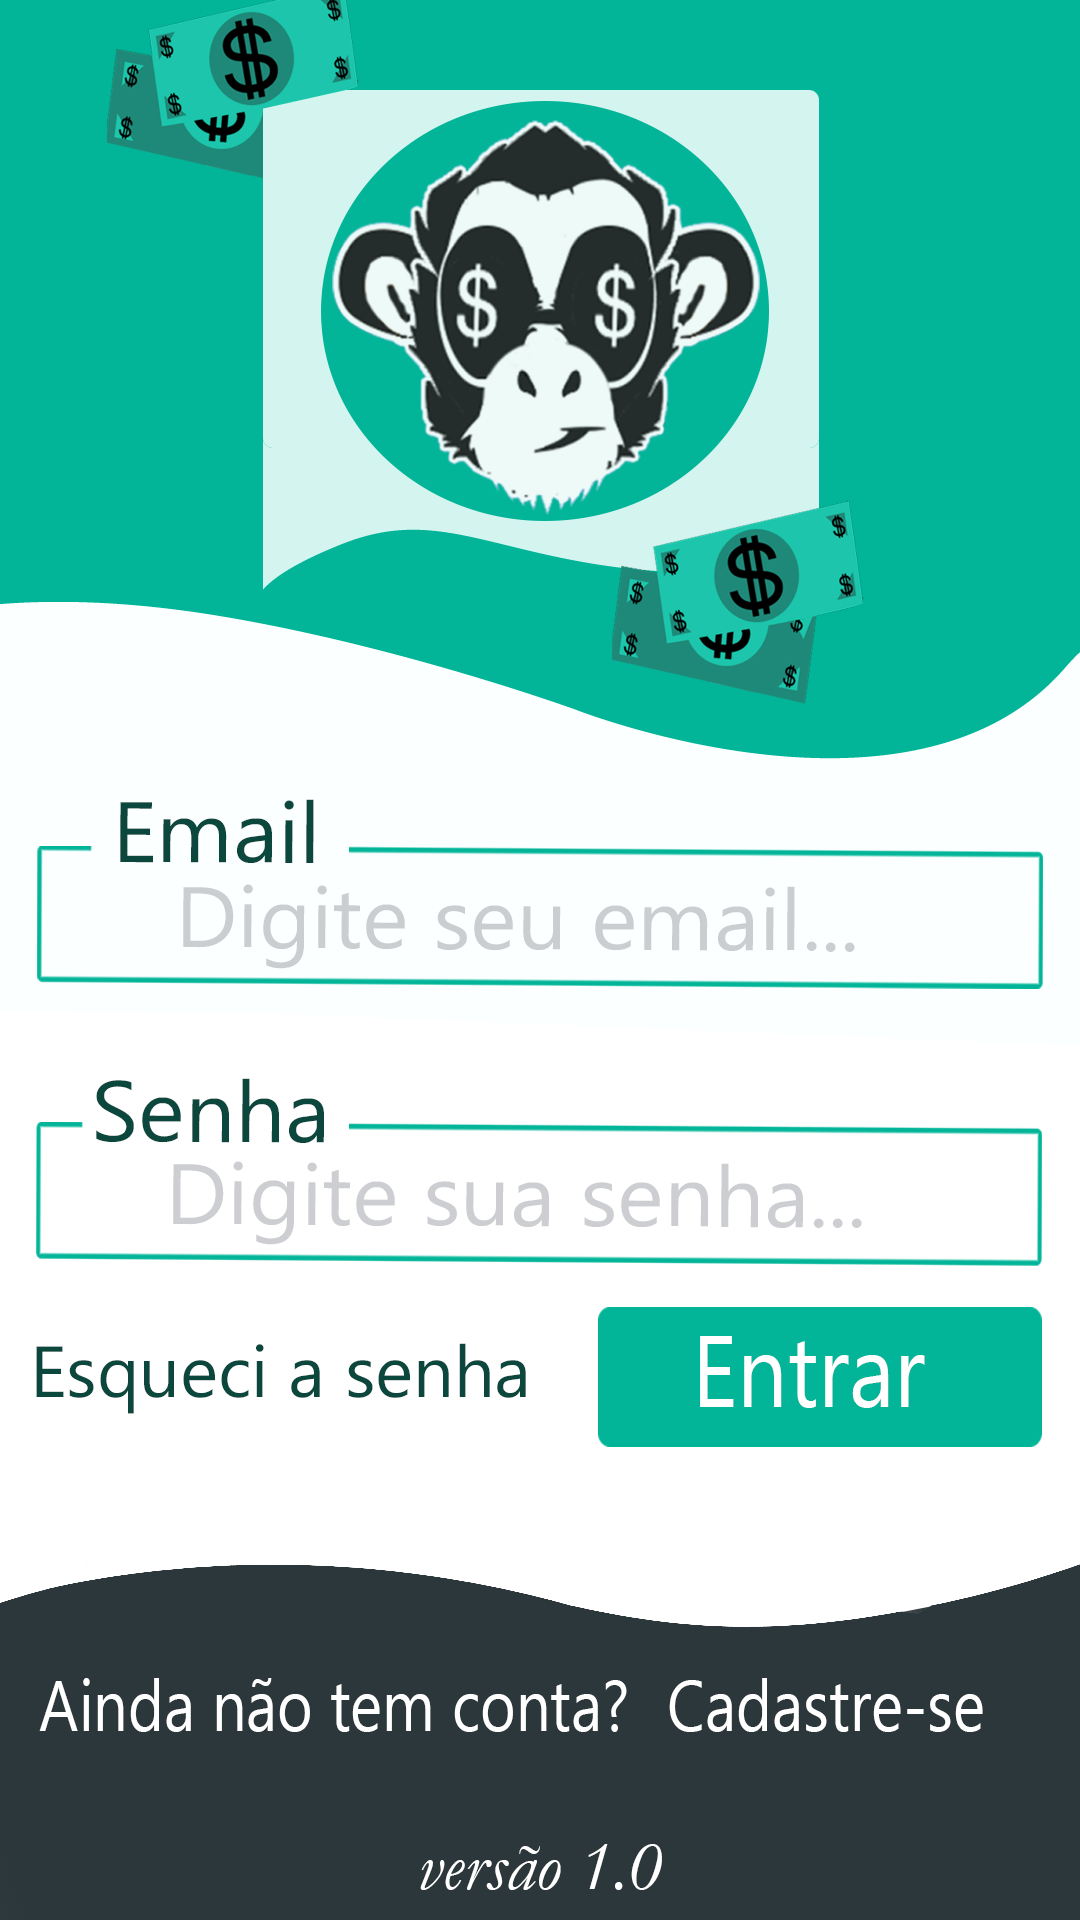 Email
Digite seu email...
Senha
Digite sua senha...
Esqueci a senha
Entrar
Ainda não tem conta? Cadastre-se
versão 1.0